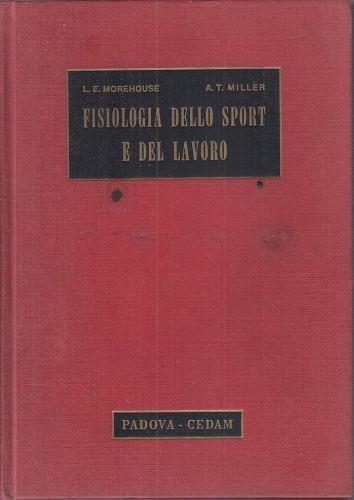 L. E. MOREHOUSE A. T. MILLER
FISIOLOGIA DELLO SPORT
E DEL LAVORO
PADOVA - CEDAM